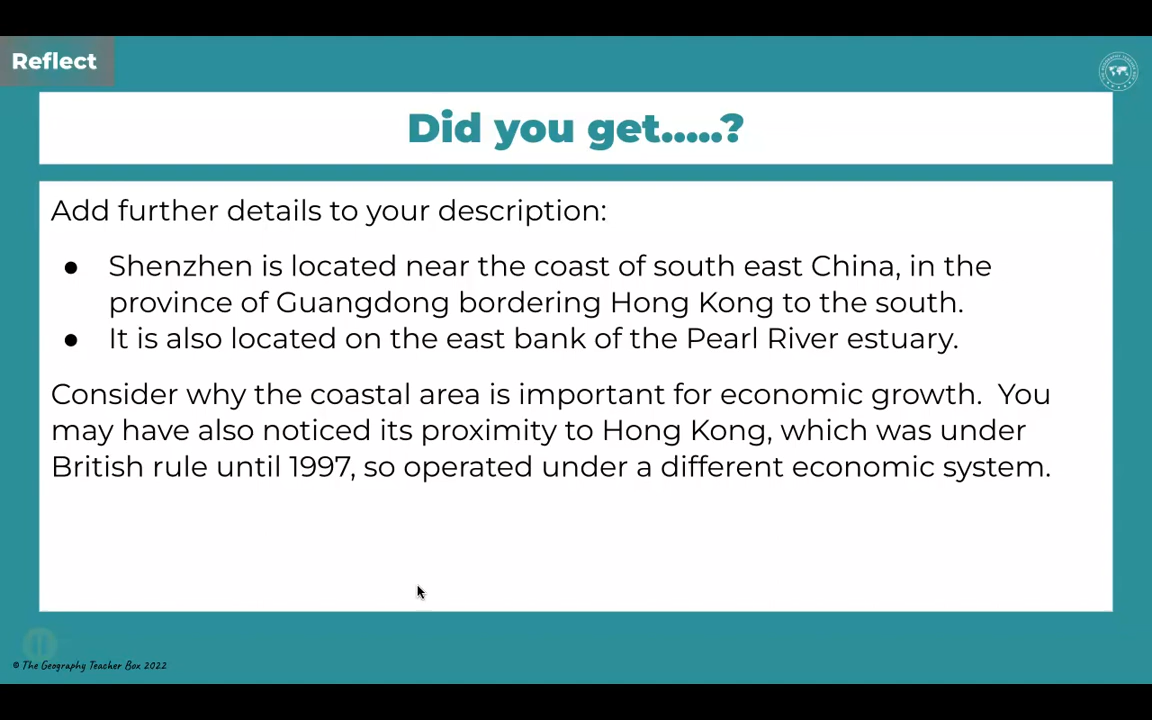 Reflect
Did you get.....?
Add further details to your description:
● Shenzhen is located near the coast of south east China, in the
province of Guangdong bordering Hong Kong to the south.
● It is also located on the east bank of the Pearl River estuary.
Consider why the coastal area is important for economic growth.  You
may have also noticed its proximity to Hong Kong, which was under
British rule until 1997, so operated under a different economic system.
© The Geography Teacher Box 2022